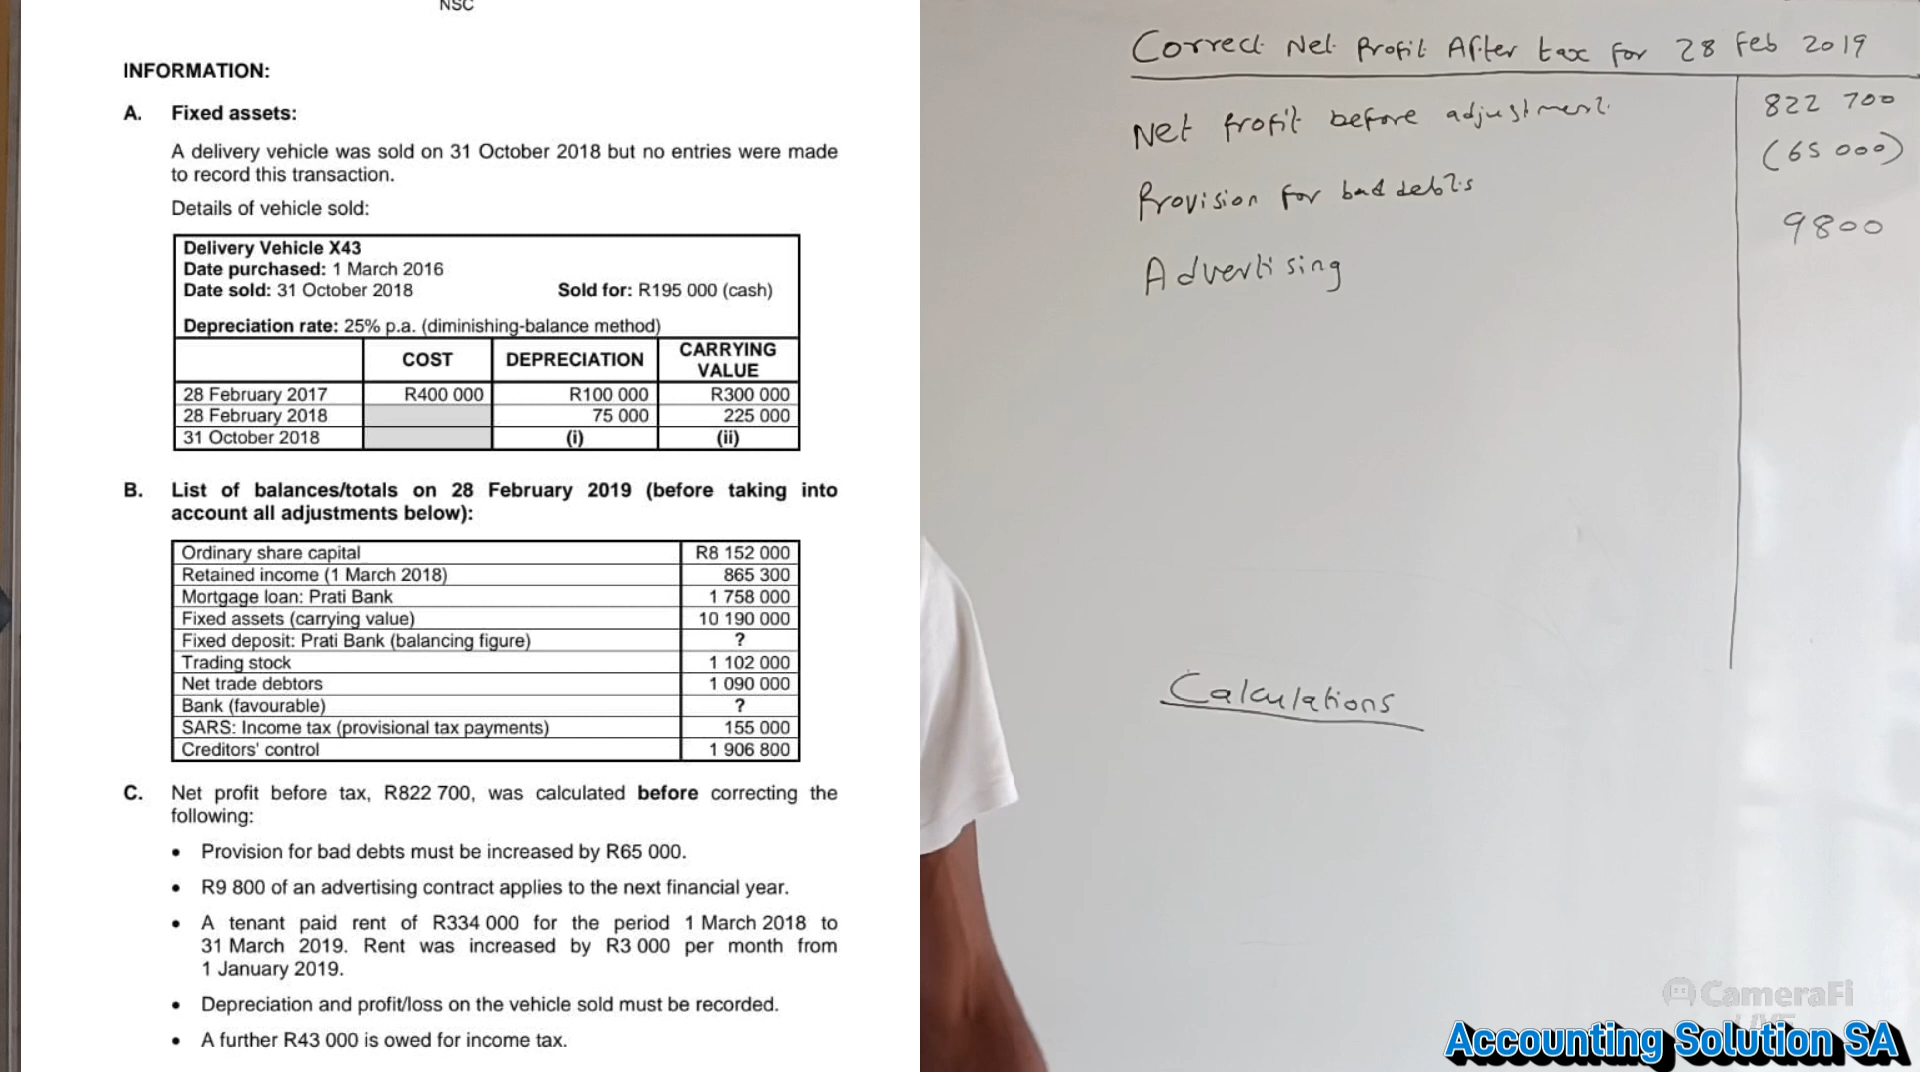 NSC
INFORMATION:
A. Fixed assets:
A delivery vehicle was sold on 31 October 2018 but no entries were made
to record this transaction.
Details of vehicle sold:
Delivery Vehicle X43
Date purchased: 1 March 2016
Date sold: 31 October 2018 Sold for: R195 000 (cash)
Depreciation rate: 25% p.a. (diminishing-balance method)
COST DEPRECIATION CARRYING VALUE
28 February 2017 R400 000 R100 000 R300 000
28 February 2018 75 000 225 000
31 October 2018 (i) (ii)
B. List of balances/totals on 28 February 2019 (before taking into
account all adjustments below):
Ordinary share capital R8 152 000
Retained income (1 March 2018) 865 300
Mortgage loan: Prati Bank 1 758 000
Fixed assets (carrying value) 10 190 000
Fixed deposit: Prati Bank (balancing figure) ?
Trading stock 1 102 000
Net trade debtors 1 090 000
Bank (favourable) ?
SARS: Income tax (provisional tax payments) 155 000
Creditors' control 1 906 800
C. Net profit before tax, R822 700, was calculated before correcting the
following:
• Provision for bad debts must be increased by R65 000.
• R9 800 of an advertising contract applies to the next financial year.
• A tenant paid rent of R334 000 for the period 1 March 2018 to
31 March 2019. Rent was increased by R3 000 per month from
1 January 2019.
• Depreciation and profit/loss on the vehicle sold must be recorded.
• A further R43 000 is owed for income tax.
Correct Net Profit After tax for 28 Feb 2019
Net Profit before adjustment 822 700
Provision for bad debts (65 000)
Advertising 9800
Calculations
CameraFi
LIVE
Accounting Solution SA